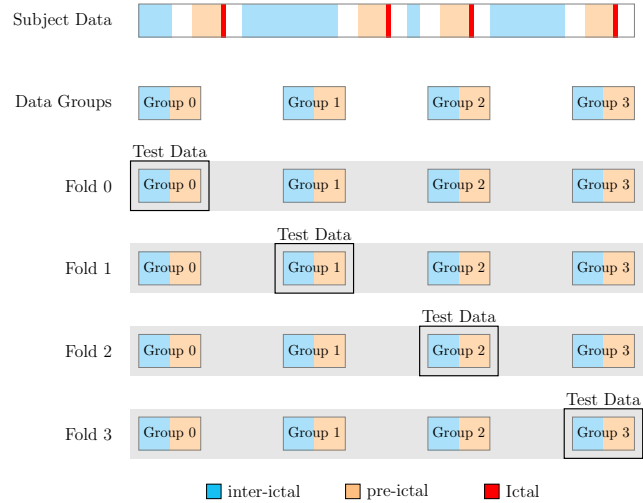 Subject Data
Data Groups Group 0 Group 1 Group 2 Group 3
Test Data
Fold 0 Group 0 Group 1 Group 2 Group 3
Test Data
Fold 1 Group 0 Group 1 Group 2 Group 3
Test Data
Fold 2 Group 0 Group 1 Group 2 Group 3
Test Data
Fold 3 Group 0 Group 1 Group 2 Group 3
inter-ictal pre-ictal Ictal